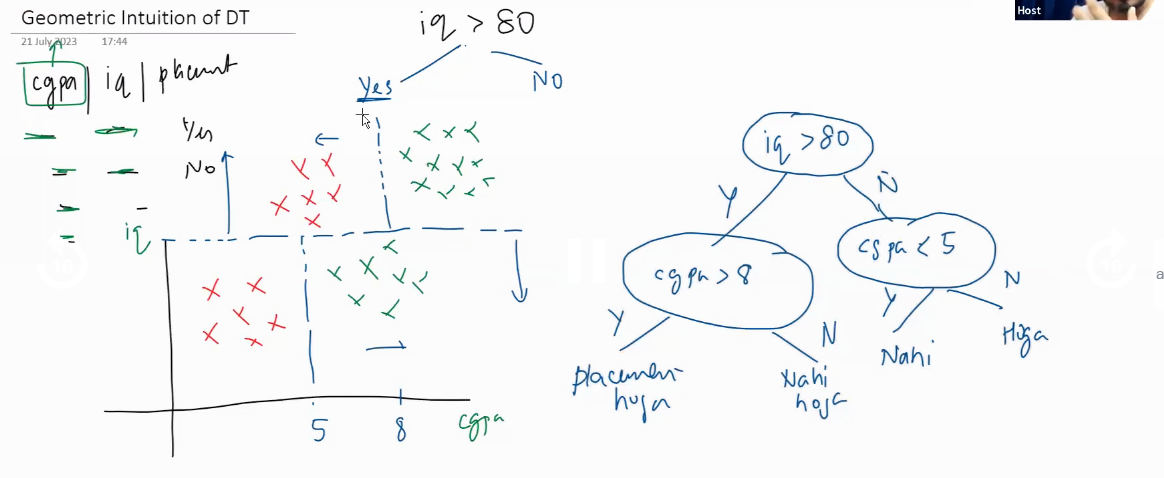 Geometric Intuition of DT
21 July 2023 17:44
Host
iq > 80
Yes
NO
cgpa | iq | placement
Yes
No
iq
5
8
cgpa
iq >80
Y
N
cgpa >8
cgpa < 5
Y
N
Y
N
placement
hoga
Nahi
hoga
Nahi
Hoga
a